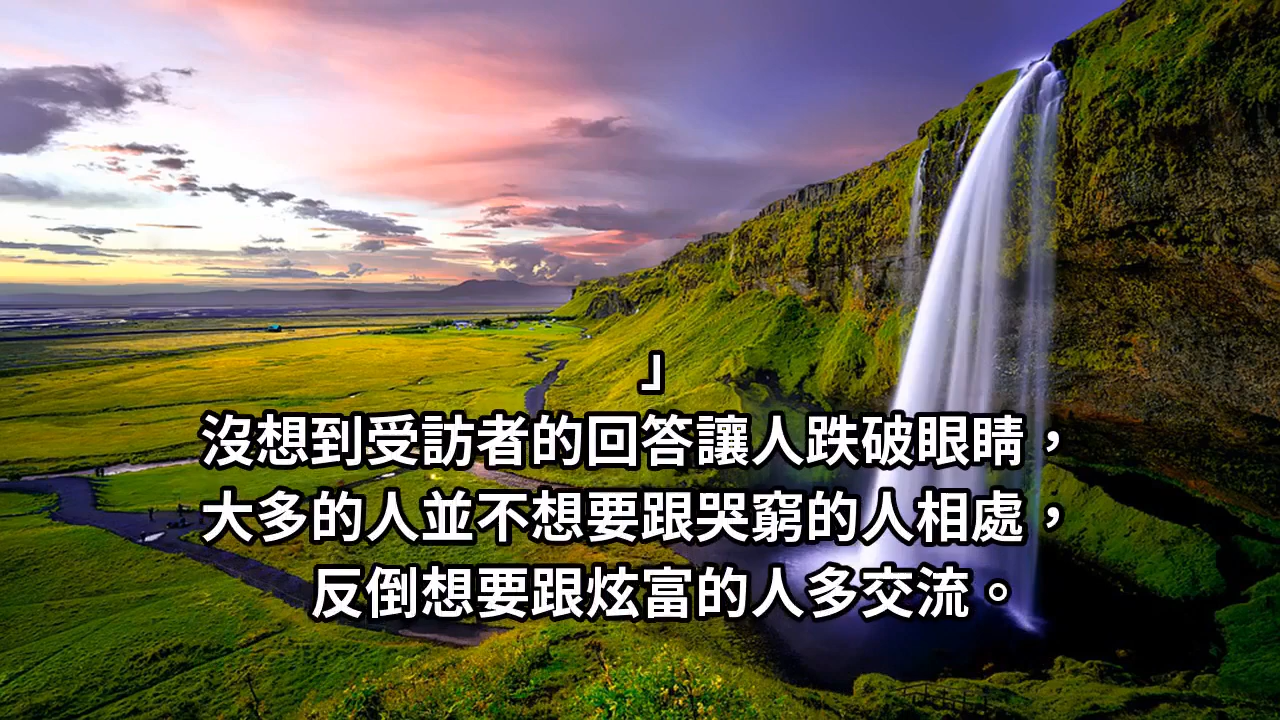 」
沒想到受訪者的回答讓人跌破眼睛，
大多的人並不想要跟哭窮的人相處，
反倒想要跟炫富的人多交流。